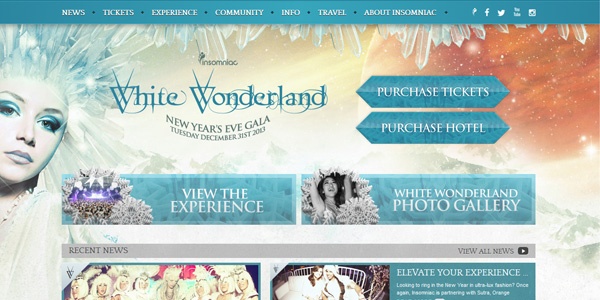 NEWS • TICKETS • EXPERIENCE • COMMUNITY • INFO • TRAVEL • ABOUT INSOMNIAC
insomniac
White Wonderland
NEW YEAR'S EVE GALA
TUESDAY DECEMBER 31ST 2013
PURCHASE TICKETS
PURCHASE HOTEL
VIEW THE
EXPERIENCE
WHITE WONDERLAND
PHOTO GALLERY
RECENT NEWS
VIEW ALL NEWS
ELEVATE YOUR EXPERIENCE ...
Looking to ring in the New Year in ultra-lux fashion? Once
again, Insomniac is partnering with Sutra, Orange